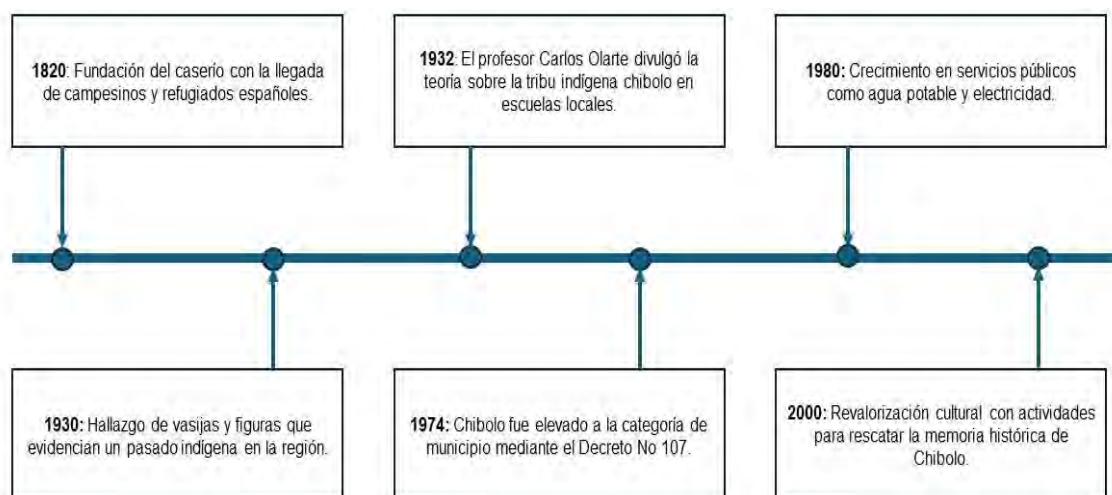 1820: Fundación del caserío con la llegada
de campesinos y refugiados españoles.
1932: El profesor Carlos Olarte divulgó la
teoría sobre la tribu indígena chibolo en
escuelas locales.
1980: Crecimiento en servicios públicos
como agua potable y electricidad.
1930: Hallazgo de vasijas y figuras que
evidencian un pasado indígena en la región.
1974: Chibolo fue elevado a la categoría de
municipio mediante el Decreto No 107.
2000: Revalorización cultural con actividades
para rescatar la memoria histórica de
Chibolo.